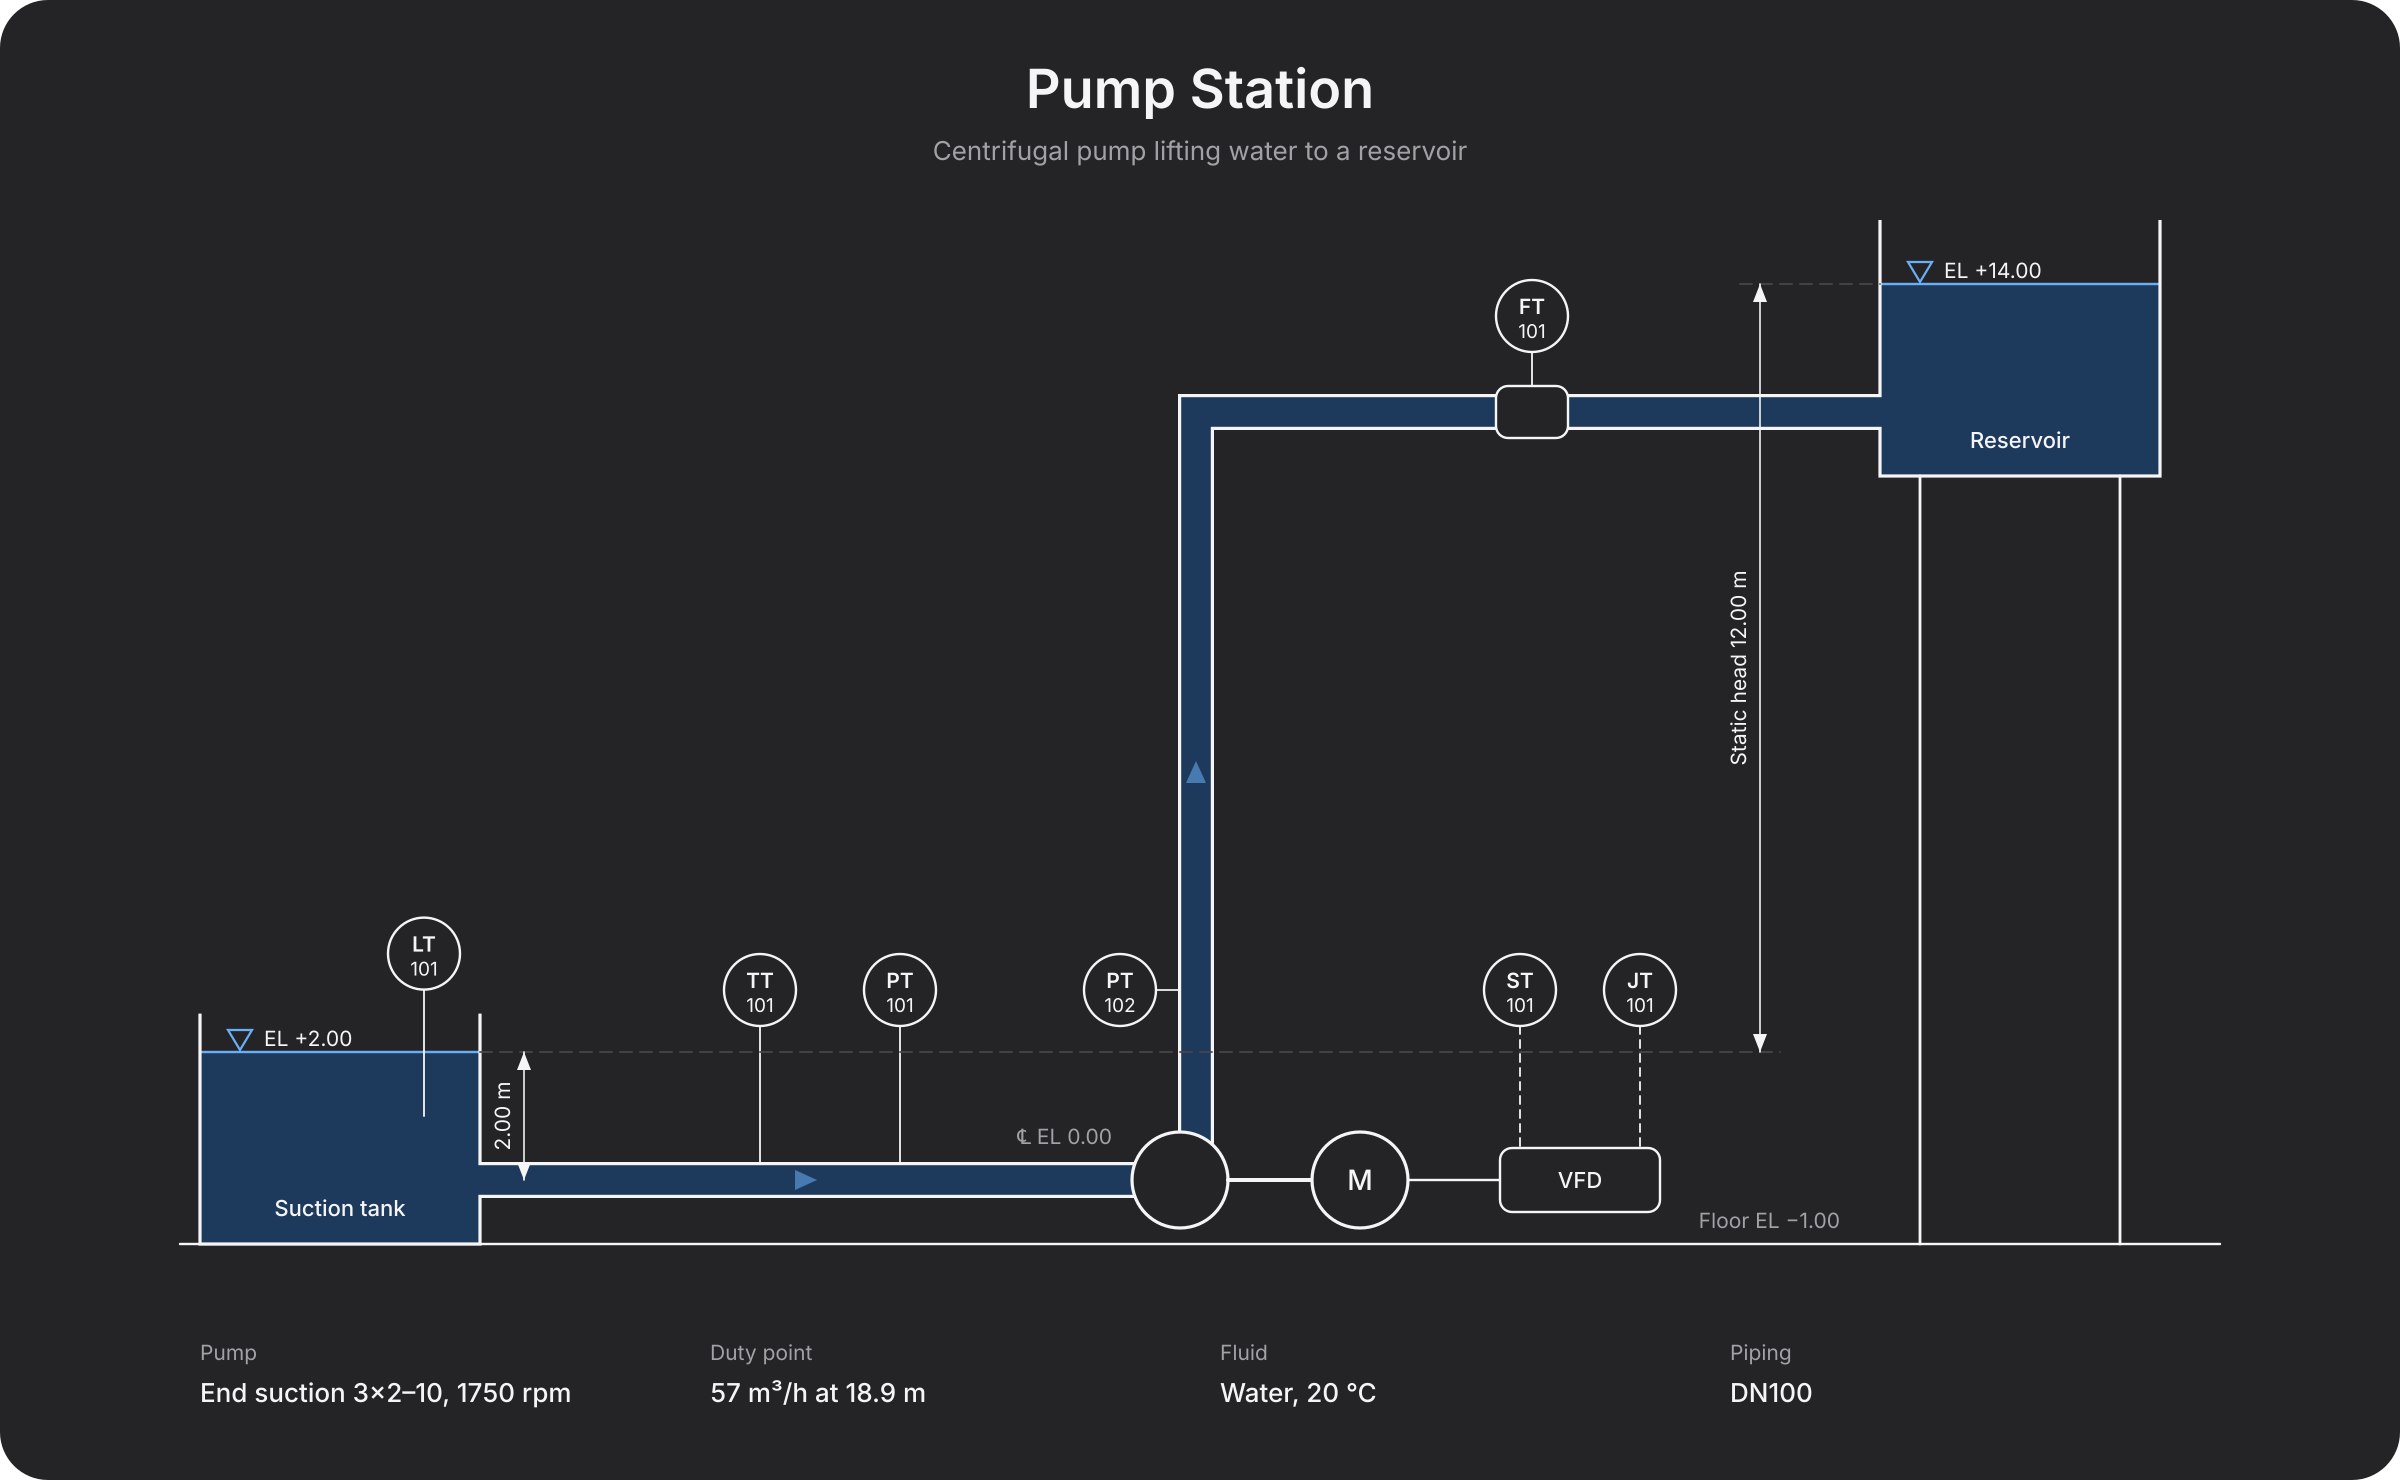 Pump Station
Centrifugal pump lifting water to a reservoir
EL +14.00
FT
101
Reservoir
Static head 12.00 m
LT
101
TT
101
PT
101
PT
102
ST
101
JT
101
EL +2.00
2.00 m
℄ EL 0.00
M
VFD
Suction tank
Floor EL −1.00
Pump
End suction 3×2–10, 1750 rpm
Duty point
57 m³/h at 18.9 m
Fluid
Water, 20 °C
Piping
DN100